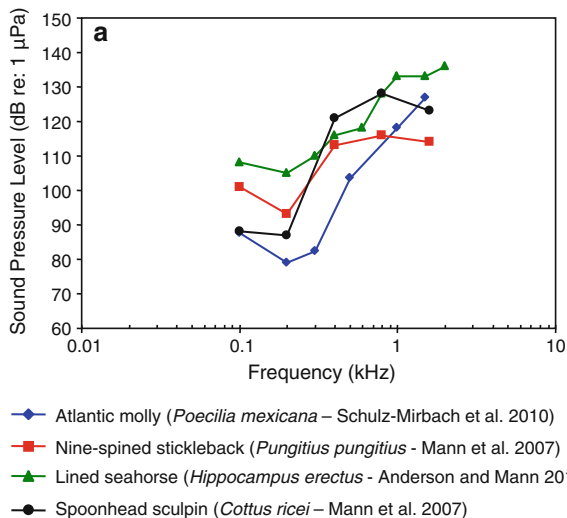 a
Sound Pressure Level (dB re: 1 µPa)
150
140
130
120
110
100
90
80
70
60
0.01 0.1 1 10
Frequency (kHz)
Atlantic molly (Poecilia mexicana – Schulz-Mirbach et al. 2010)
Nine-spined stickleback (Pungitius pungitius - Mann et al. 2007)
Lined seahorse (Hippocampus erectus - Anderson and Mann 201
Spoonhead sculpin (Cottus ricei – Mann et al. 2007)